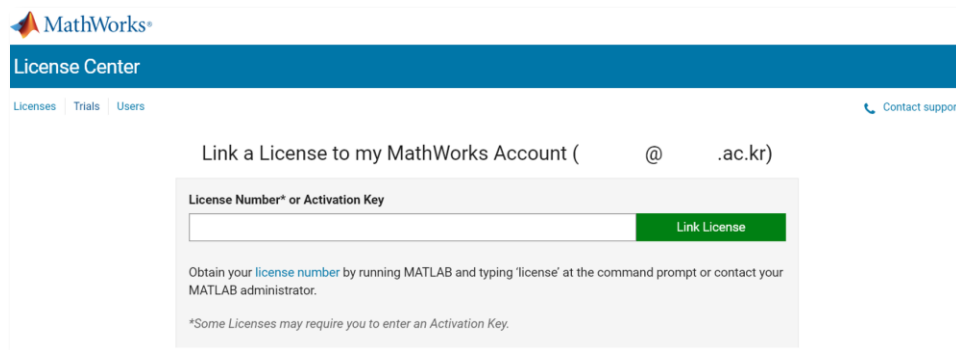 MathWorks®
License Center
Licenses Trials Users
Contact suppor
Link a License to my MathWorks Account ( @ .ac.kr)
License Number* or Activation Key
Link License
Obtain your license number by running MATLAB and typing 'license' at the command prompt or contact your
MATLAB administrator.
*Some Licenses may require you to enter an Activation Key.